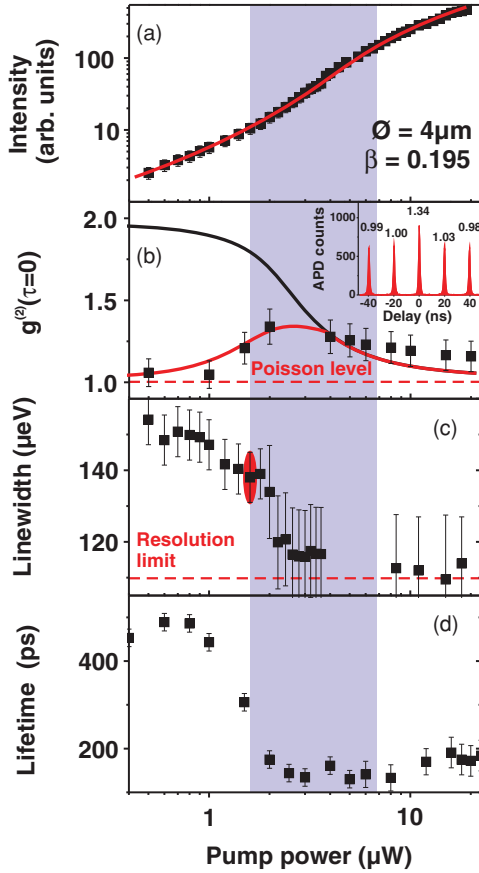 (a)
Intensity
(arb. units)
100
10
Ø = 4µm
β = 0.195
(b)
g(2)(τ=0)
2.0
1.5
1.0
Poisson level
APD counts
1000
500
0
0.99
1.00
1.34
1.03
0.98
-40 -20 0 20 40
Delay (ns)
(c)
Linewidth (µeV)
140
120
Resolution
limit
(d)
Lifetime (ps)
400
200
1 10
Pump power (µW)